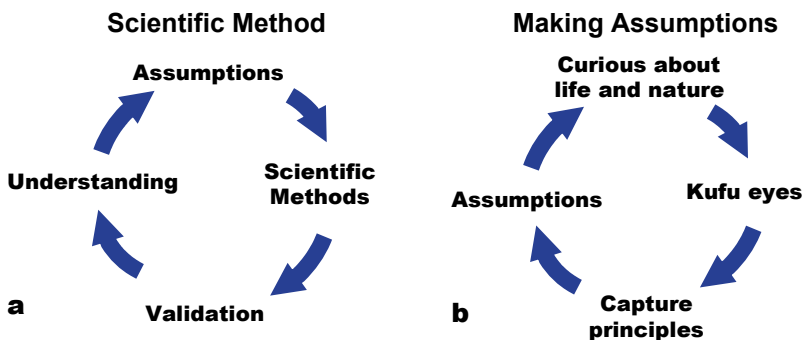 Scientific Method
Assumptions
Scientific
Methods
Validation
Understanding
a
Making Assumptions
Curious about
life and nature
Kufu eyes
Capture
principles
Assumptions
b